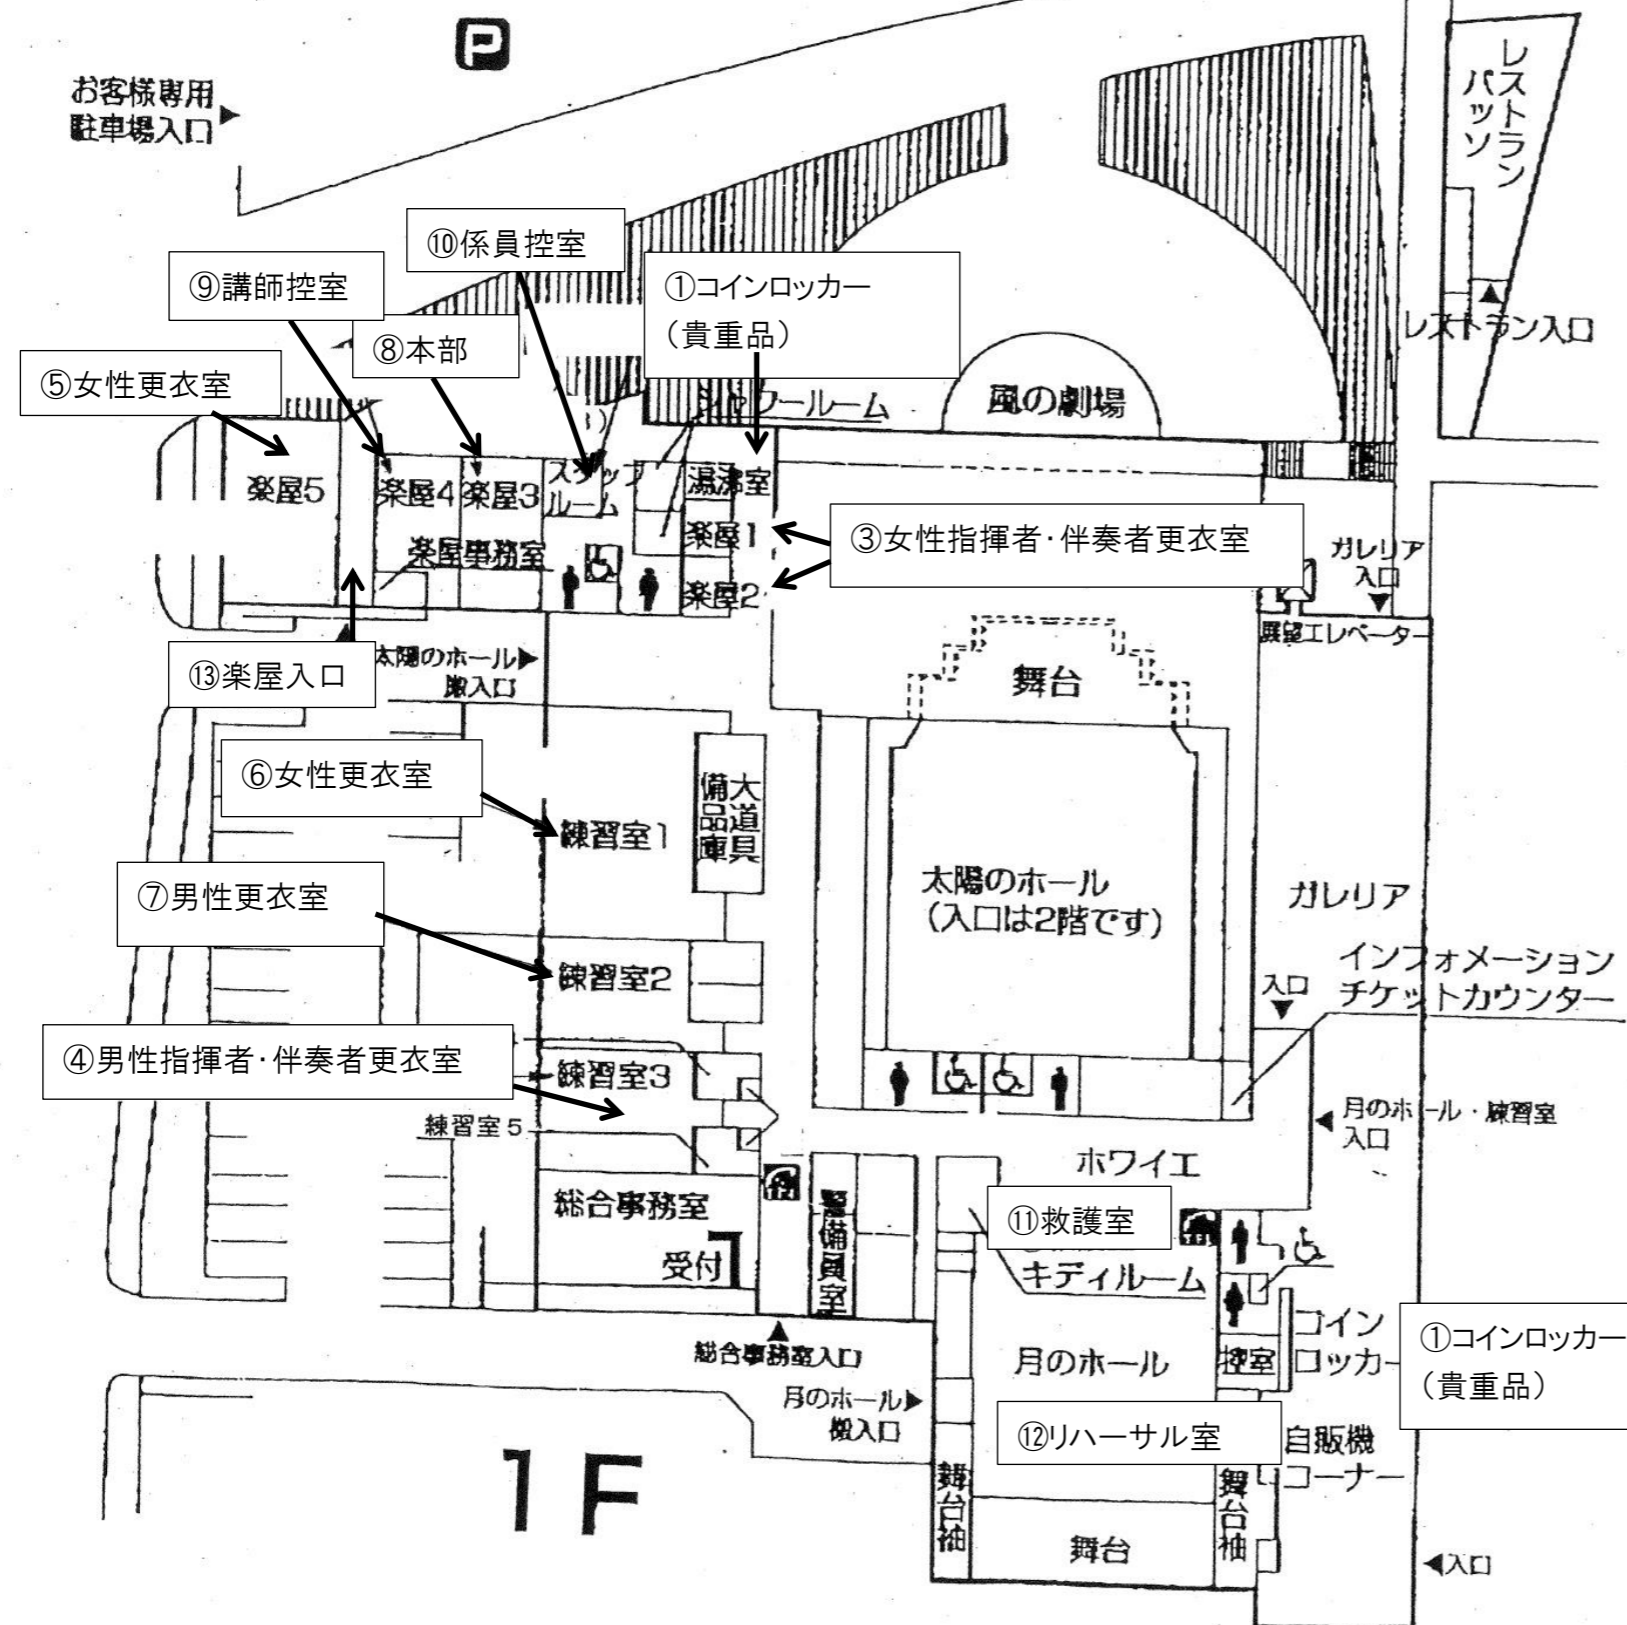 P
お客様専用
駐車場入口
レストラン
パッソ
⑩係員控室
⑨講師控室
①コインロッカー
（貴重品）
⑧本部
⑤女性更衣室
レストラン入口
シャワールーム
風の劇場
楽屋5
楽屋4
楽屋3
スタッフ
ルーム
湯沸室
楽屋1
③女性指揮者・伴奏者更衣室
楽屋事務室
楽屋2
ガレリア
入口
展望エレベーター
⑬楽屋入口
太陽のホール
搬入口
舞台
⑥女性更衣室
練習室1
大道具
備品庫
⑦男性更衣室
太陽のホール
（入口は2階です）
ガレリア
練習室2
インフォメーション
チケットカウンター
入口
④男性指揮者・伴奏者更衣室
練習室3
練習室5
月のホール・練習室
入口
ホワイエ
総合事務室
受付
警備員室
⑪救護室
キディルーム
コイン
ロッカー
①コインロッカー
（貴重品）
総合事務室入口
月のホール
控室
月のホール
搬入口
⑫リハーサル室
自販機
コーナー
1F
舞台袖
舞台
舞台袖
入口